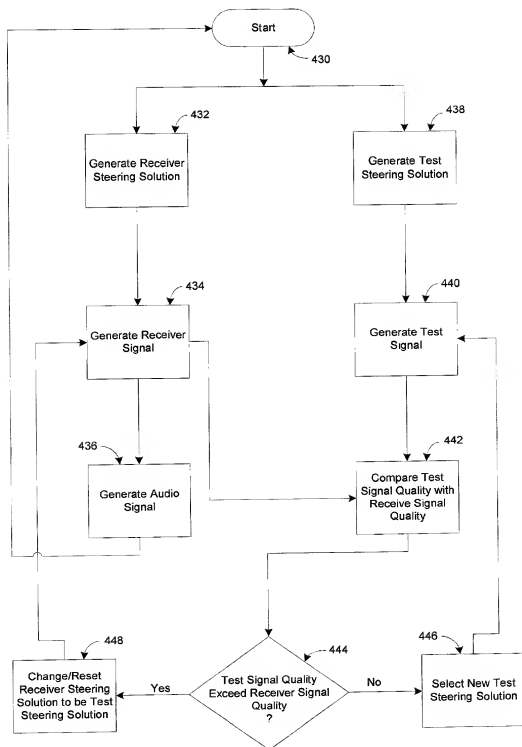 Start
430
432
438
Generate Receiver
Steering Solution
Generate Test
Steering Solution
434
440
Generate Receiver
Signal
Generate Test
Signal
436
442
Generate Audio
Signal
Compare Test
Signal Quality with
Receive Signal
Quality
448
444
446
Change/Reset
Receiver Steering
Solution to be Test
Steering Solution
Yes
Test Signal Quality
Exceed Receiver Signal
Quality
?
No
Select New Test
Steering Solution